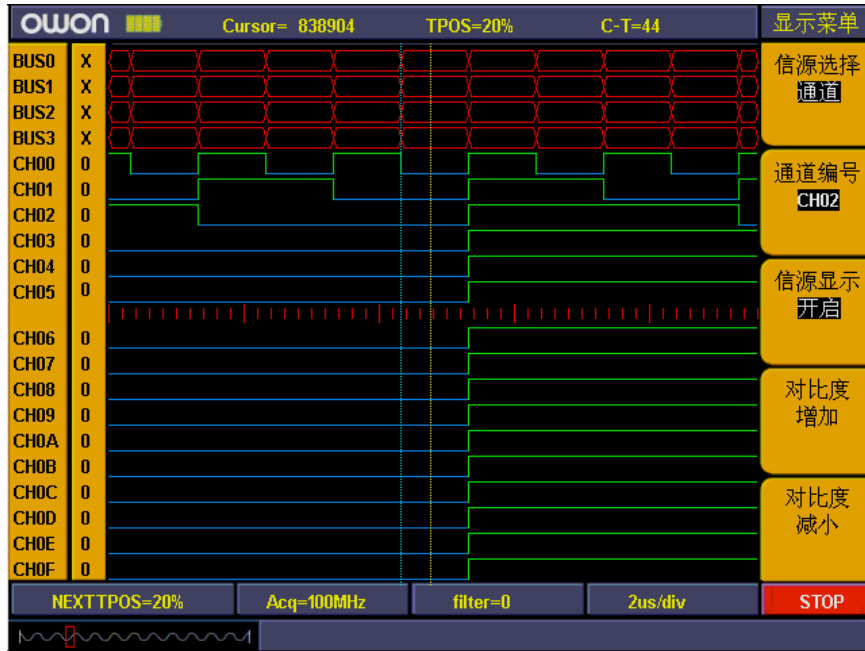 owon Cursor= 838904 TPOS=20% C-T=44 显示菜单
BUS0 X
BUS1 X
BUS2 X
BUS3 X
CH00 0
CH01 0
CH02 0
CH03 0
CH04 0
CH05 0
CH06 0
CH07 0
CH08 0
CH09 0
CH0A 0
CH0B 0
CH0C 0
CH0D 0
CH0E 0
CH0F 0
信源选择
通道
通道编号
CH02
信源显示
开启
对比度
增加
对比度
减小
NEXTTPOS=20% Acq=100MHz filter=0 2us/div STOP